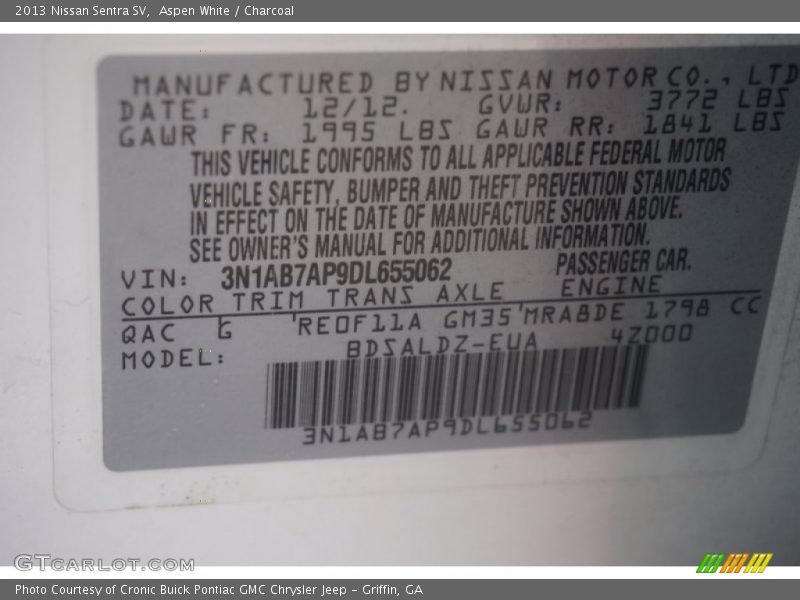 2013 Nissan Sentra SV, Aspen White / Charcoal
MANUFACTURED BY NISSAN MOTOR CO., LTD
DATE: 12/12. GVWR: 3772 LBS
GAWR FR: 1995 LBS GAWR RR: 1841 LBS
THIS VEHICLE CONFORMS TO ALL APPLICABLE FEDERAL MOTOR
VEHICLE SAFETY, BUMPER AND THEFT PREVENTION STANDARDS
IN EFFECT ON THE DATE OF MANUFACTURE SHOWN ABOVE.
SEE OWNER'S MANUAL FOR ADDITIONAL INFORMATION.
VIN: 3N1AB7AP9DL655062 PASSENGER CAR.
COLOR TRIM TRANS AXLE ENGINE
QAC G 'RE0F11A GM35'MRA8DE 1798 CC
MODEL: BDSALDZ-EUA 4Z000
3N1AB7AP9DL655062
GTCARLOT.COM
Photo Courtesy of Cronic Buick Pontiac GMC Chrysler Jeep - Griffin, GA